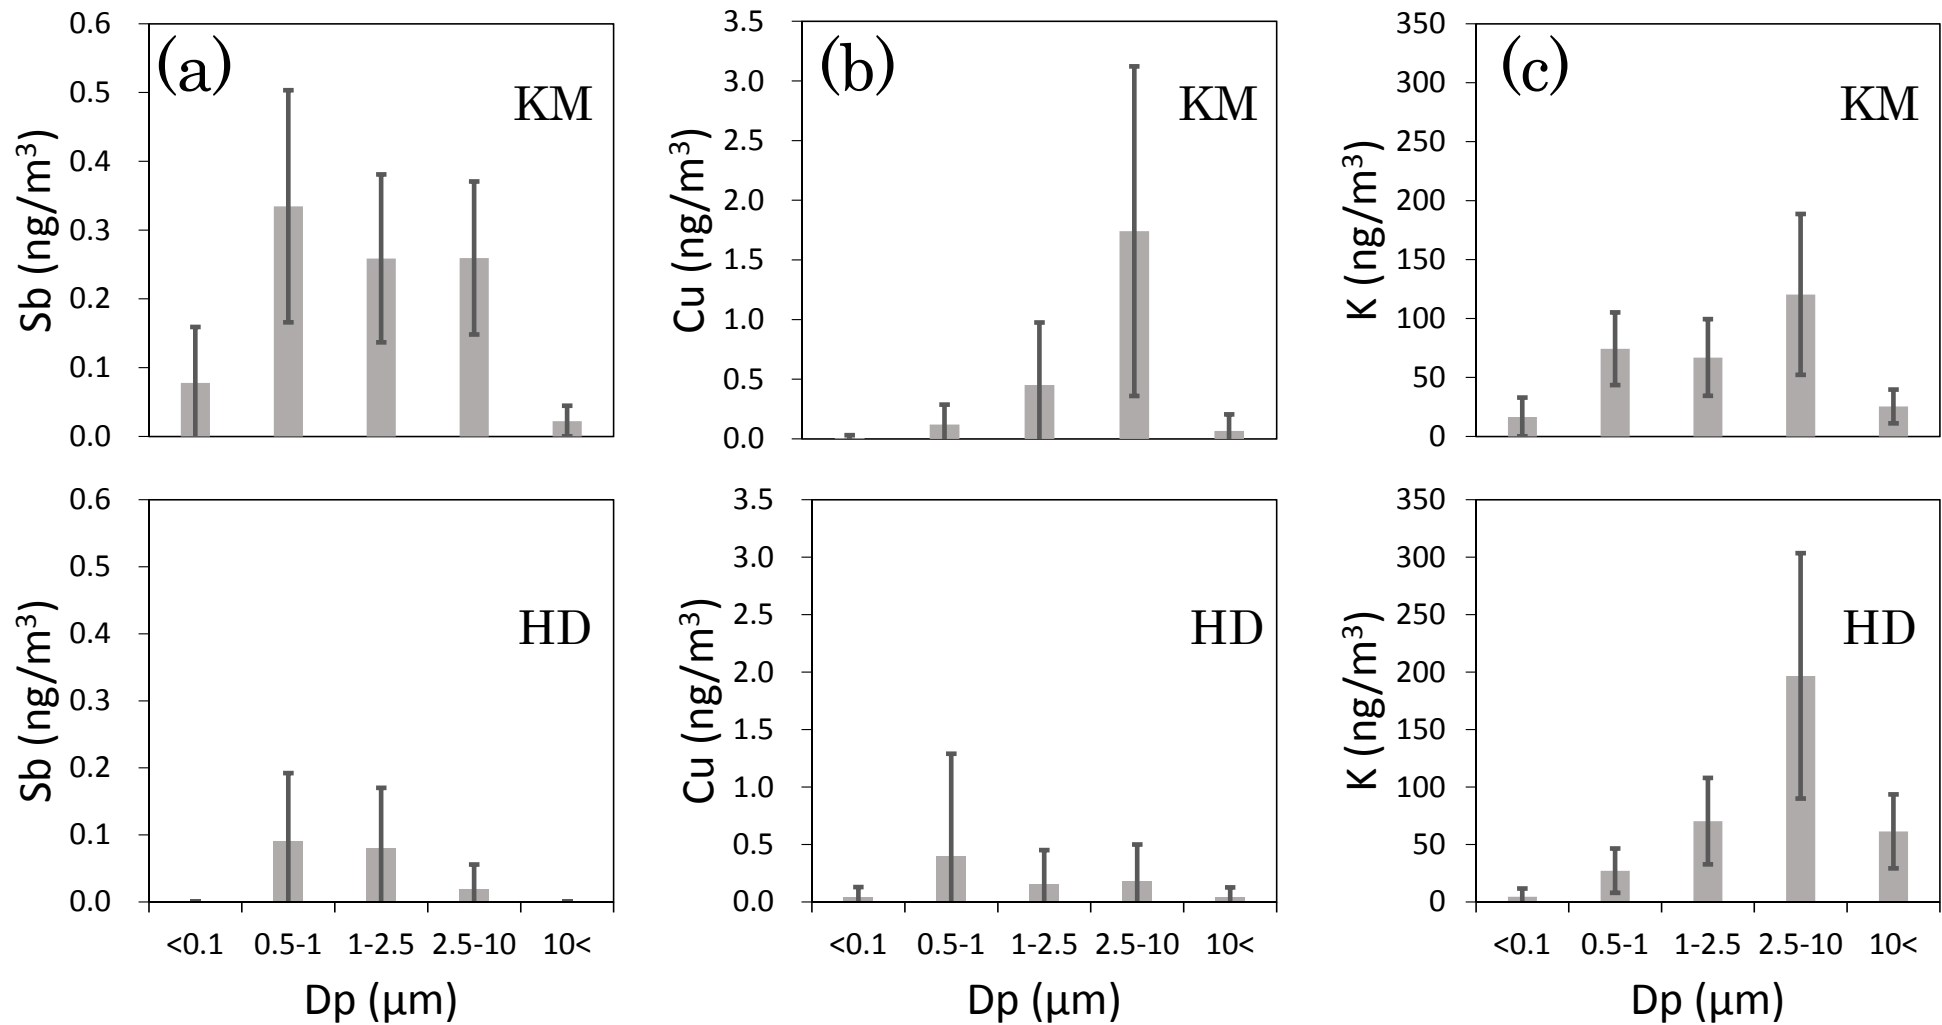 (a)
KM
Sb (ng/m³)
0.6
0.5
0.4
0.3
0.2
0.1
0.0
(b)
KM
Cu (ng/m³)
3.5
3.0
2.5
2.0
1.5
1.0
0.5
0.0
(c)
KM
K (ng/m³)
350
300
250
200
150
100
50
0
HD
Sb (ng/m³)
0.6
0.5
0.4
0.3
0.2
0.1
0.0
<0.1 0.5-1 1-2.5 2.5-10 10<
Dp (µm)
HD
Cu (ng/m³)
3.5
3.0
2.5
2.0
1.5
1.0
0.5
0.0
<0.1 0.5-1 1-2.5 2.5-10 10<
Dp (µm)
HD
K (ng/m³)
350
300
250
200
150
100
50
0
<0.1 0.5-1 1-2.5 2.5-10 10<
Dp (µm)